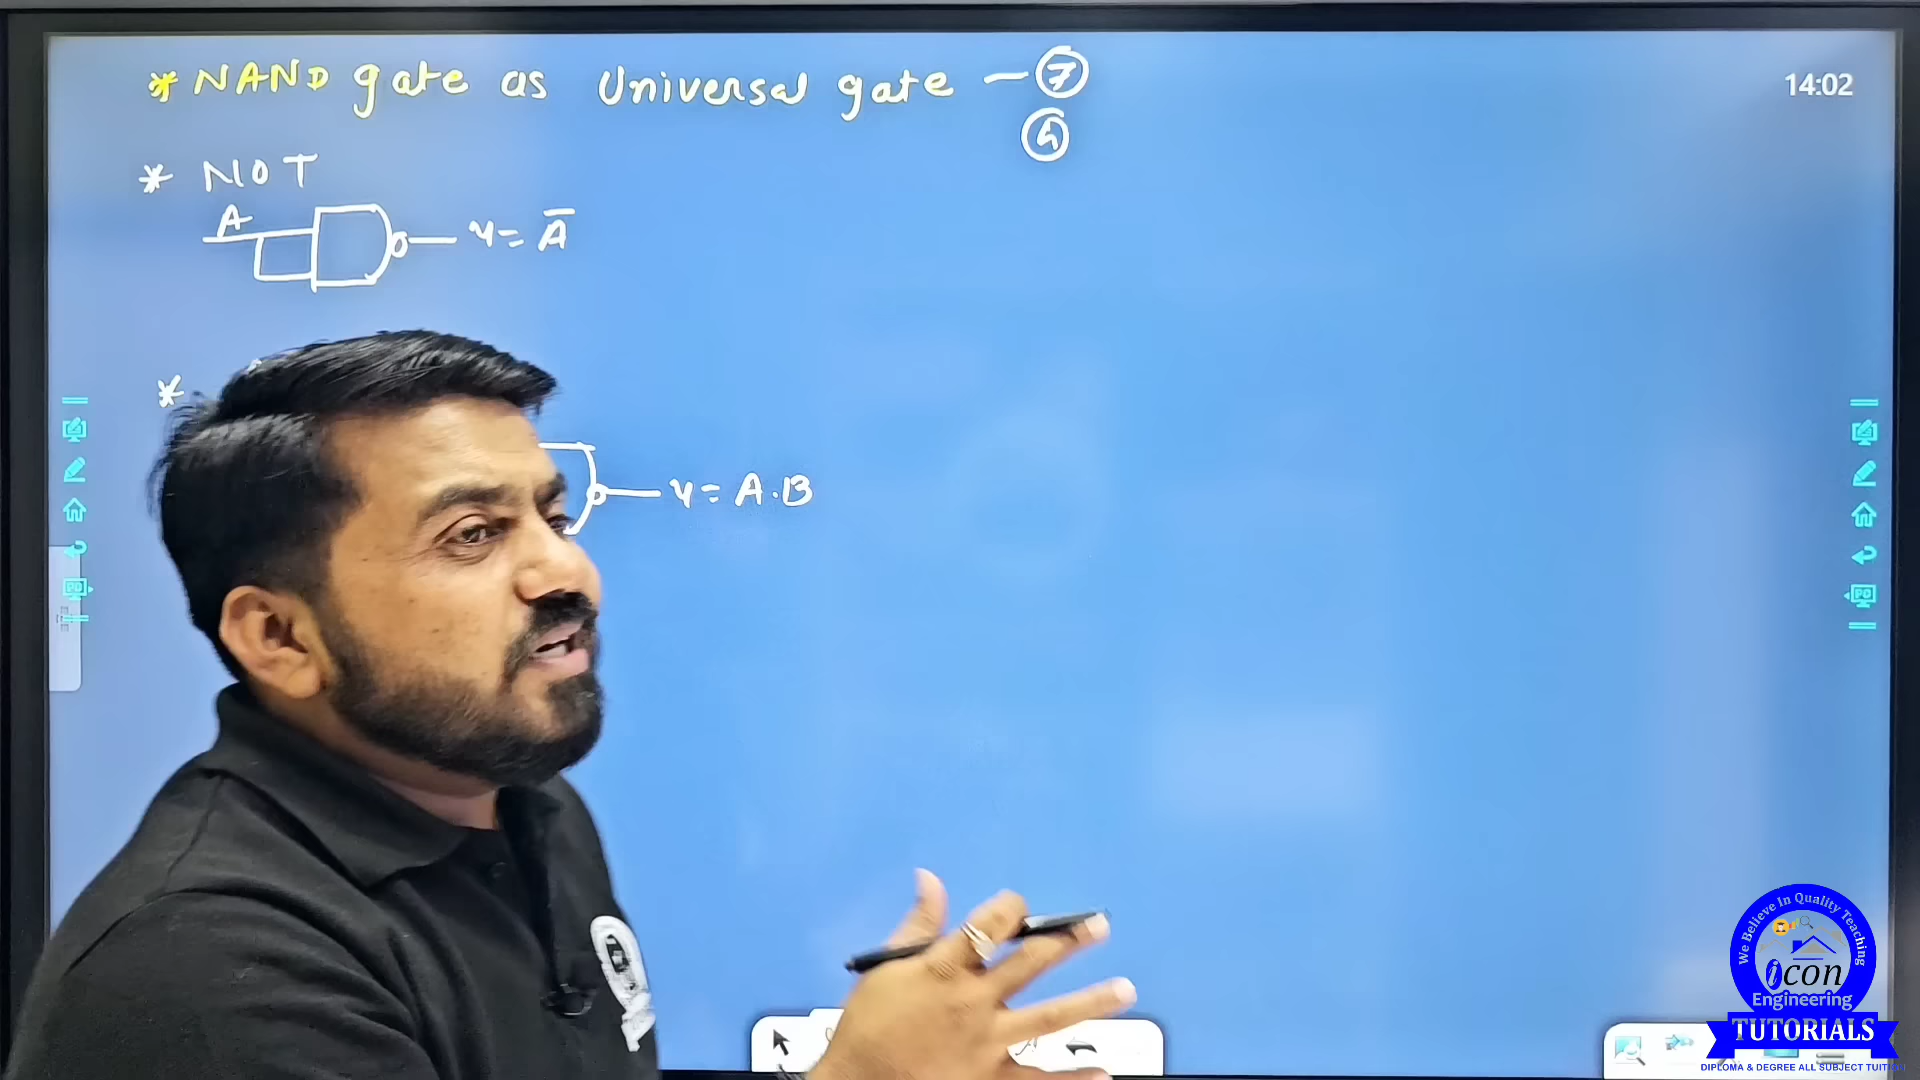 * NAND gate as Universal gate - 7
4
14:02
* NOT
A
Y = A̅
*
Y = A.B
We Believe In Quality Teaching
icon
Engineering
TUTORIALS
DIPLOMA & DEGREE ALL SUBJECT TUITION